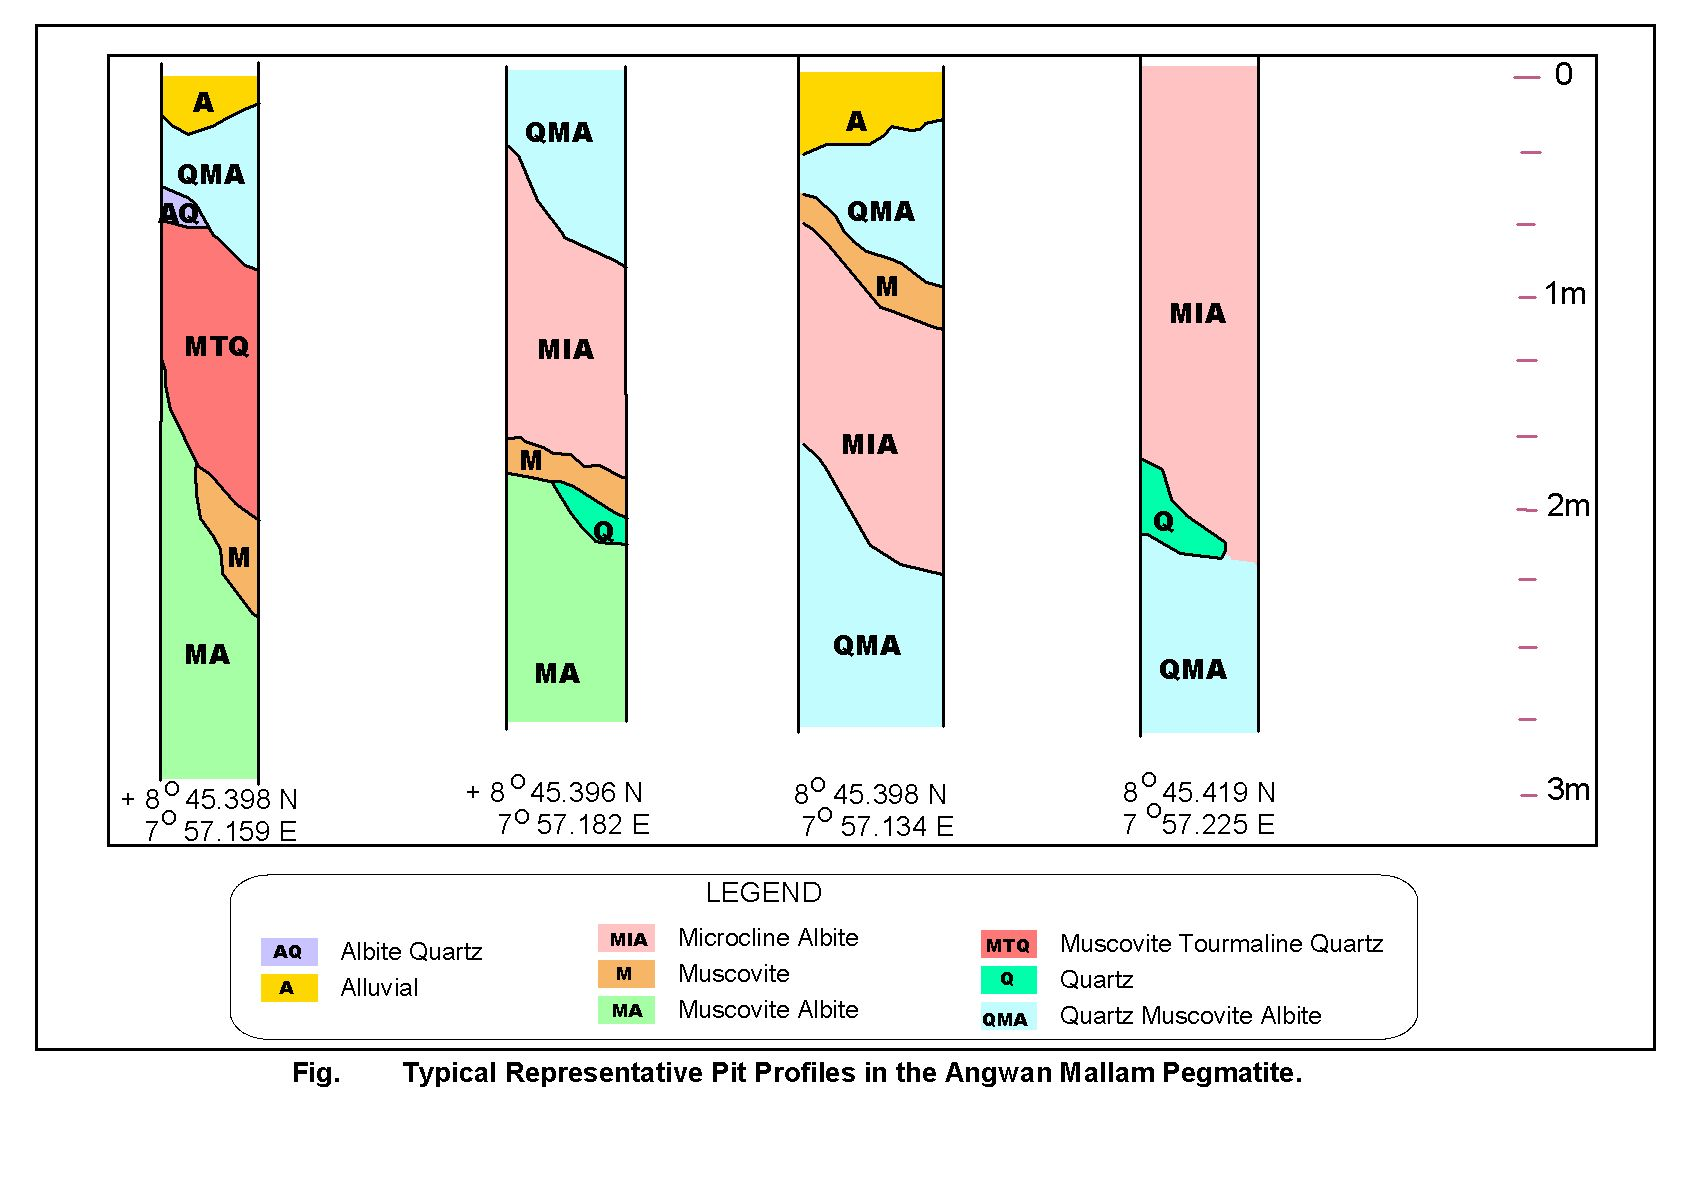 A
QMA
AQ
MTQ
M
MA
+ 8° 45.398 N
7° 57.159 E
QMA
MIA
M
Q
MA
+ 8° 45.396 N
7° 57.182 E
A
QMA
M
MIA
QMA
8° 45.398 N
7° 57.134 E
MIA
Q
QMA
8° 45.419 N
7 °57.225 E
0
1m
2m
3m
LEGEND
AQ Albite Quartz
A Alluvial
MIA Microcline Albite
M Muscovite
MA Muscovite Albite
MTQ Muscovite Tourmaline Quartz
Q Quartz
QMA Quartz Muscovite Albite
Fig. Typical Representative Pit Profiles in the Angwan Mallam Pegmatite.